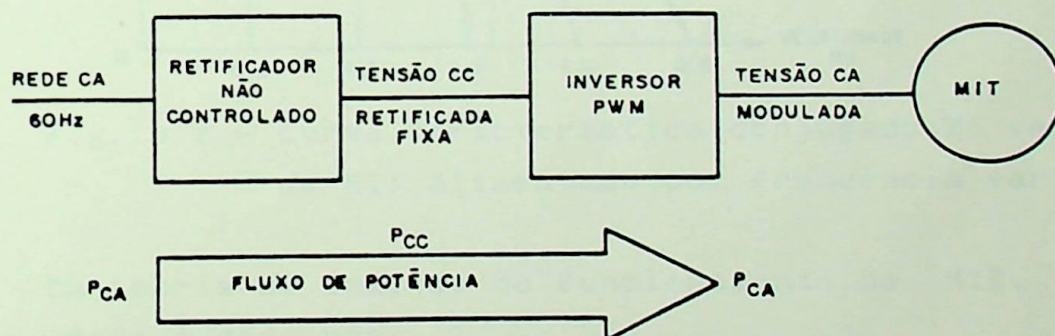 REDE CA
60Hz
RETIFICADOR
NÃO
CONTROLADO
TENSÃO CC
RETIFICADA
FIXA
INVERSOR
PWM
TENSÃO CA
MODULADA
MIT
PCC
PCA
FLUXO DE POTÊNCIA
PCA